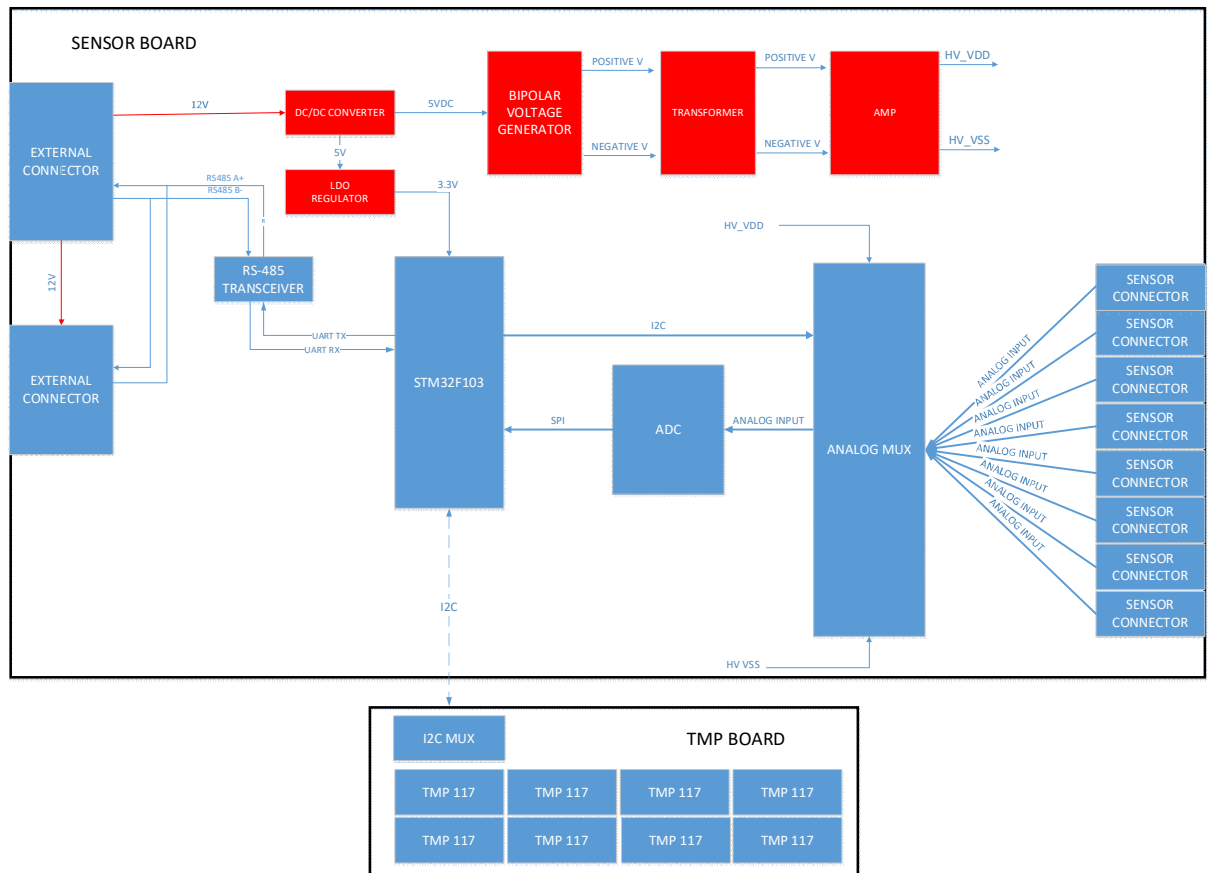 SENSOR BOARD
EXTERNAL
CONNECTOR
12V
DC/DC CONVERTER
5VDC
BIPOLAR
VOLTAGE
GENERATOR
POSITIVE V
NEGATIVE V
TRANSFORMER
POSITIVE V
NEGATIVE V
AMP
HV_VDD
HV_VSS
5V
LDO
REGULATOR
3.3V
RS485 A+
RS485 B-
12V
RS-485
TRANSCEIVER
EXTERNAL
CONNECTOR
UART TX
UART RX
STM32F103
I2C
SPI
ADC
ANALOG INPUT
HV_VDD
ANALOG MUX
HV VSS
ANALOG INPUT
ANALOG INPUT
ANALOG INPUT
ANALOG INPUT
ANALOG INPUT
ANALOG INPUT
ANALOG INPUT
ANALOG INPUT
SENSOR
CONNECTOR
SENSOR
CONNECTOR
SENSOR
CONNECTOR
SENSOR
CONNECTOR
SENSOR
CONNECTOR
SENSOR
CONNECTOR
SENSOR
CONNECTOR
SENSOR
CONNECTOR
I2C
I2C MUX
TMP BOARD
TMP 117
TMP 117
TMP 117
TMP 117
TMP 117
TMP 117
TMP 117
TMP 117